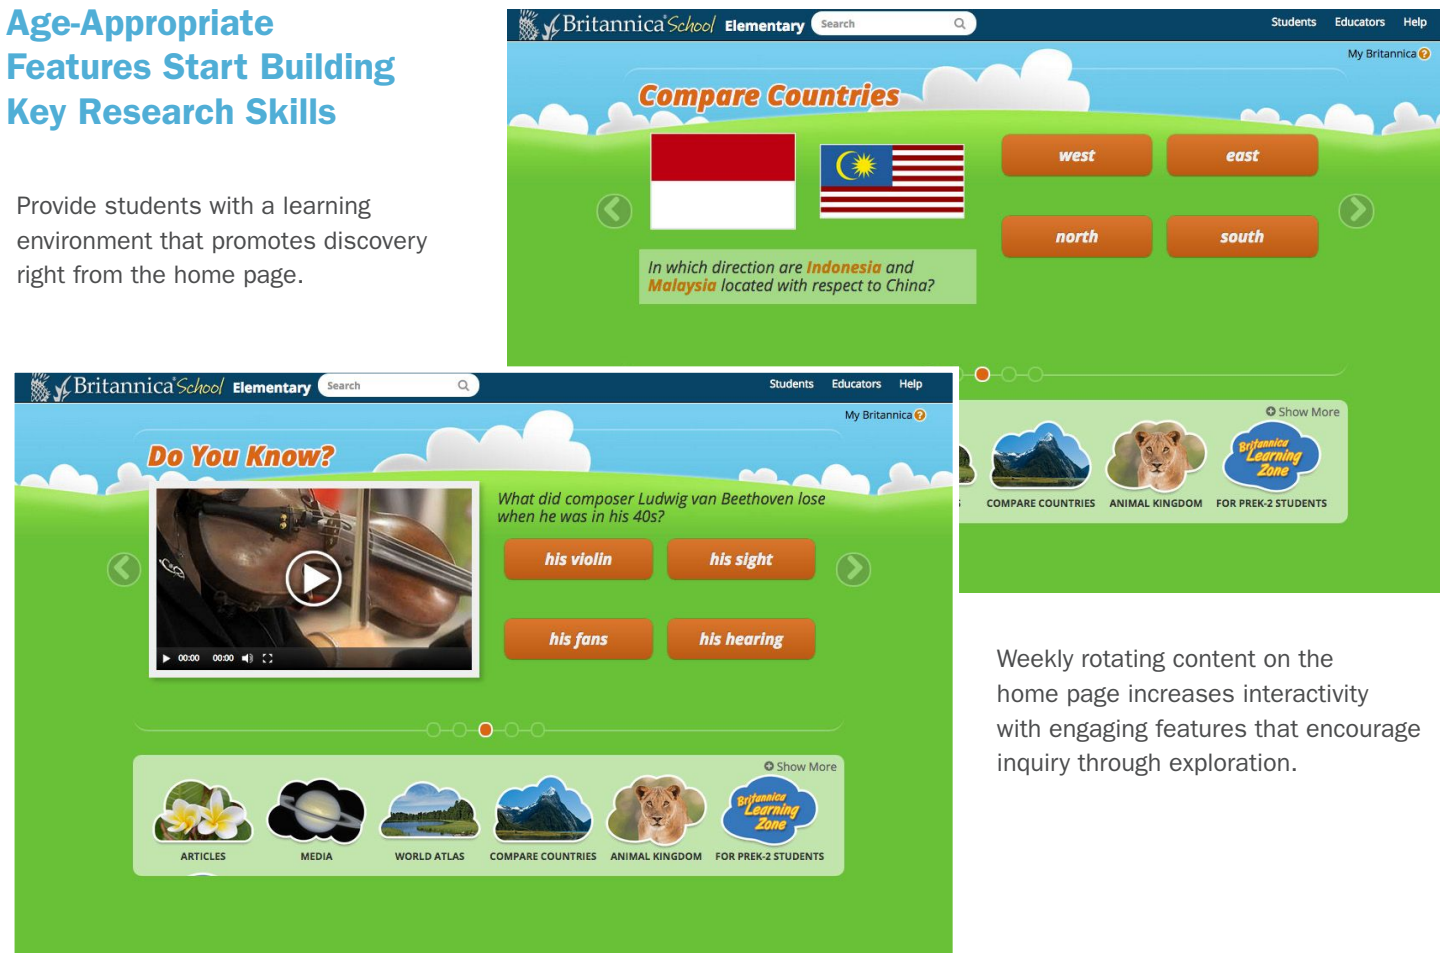 Age-Appropriate
Features Start Building
Key Research Skills
Provide students with a learning
environment that promotes discovery
right from the home page.
Britannica School Elementary Search Students Educators Help
My Britannica ?
Compare Countries
west east
north south
In which direction are Indonesia and
Malaysia located with respect to China?
Show More
S COMPARE COUNTRIES ANIMAL KINGDOM FOR PREK-2 STUDENTS
Britannica
Learning
Zone
Britannica School Elementary Search Students Educators Help
My Britannica ?
Do You Know?
What did composer Ludwig van Beethoven lose
when he was in his 40s?
his violin his sight
his fans his hearing
00:00 00:00
Show More
Britannica
Learning
Zone
ARTICLES MEDIA WORLD ATLAS COMPARE COUNTRIES ANIMAL KINGDOM FOR PREK-2 STUDENTS
Weekly rotating content on the
home page increases interactivity
with engaging features that encourage
inquiry through exploration.